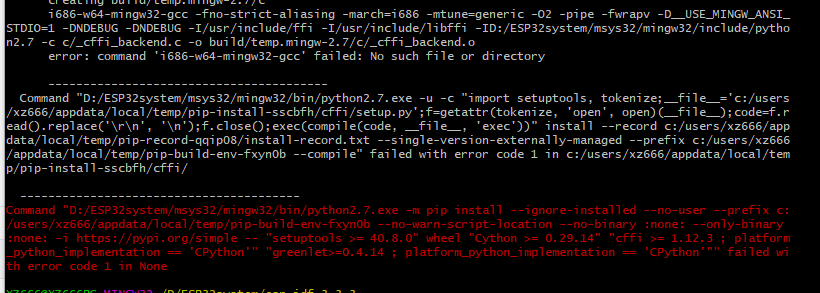 creating build/temp.mingw-2.7/c
i686-w64-mingw32-gcc -fno-strict-aliasing -march=i686 -mtune=generic -O2 -pipe -fwrapv -D__USE_MINGW_ANSI_
STDIO=1 -DNDEBUG -DNDEBUG -I/usr/include/ffi -I/usr/include/libffi -ID:/ESP32system/msys32/mingw32/include/pytho
n2.7 -c c/_cffi_backend.c -o build/temp.mingw-2.7/c/_cffi_backend.o
error: command 'i686-w64-mingw32-gcc' failed: No such file or directory
----------------------------------------
Command "D:/ESP32system/msys32/mingw32/bin/python2.7.exe -u -c "import setuptools, tokenize;__file__='c:/users
/xz666/appdata/local/temp/pip-install-sscbfh/cffi/setup.py';f=getattr(tokenize, 'open', open)(__file__);code=f.r
ead().replace('\r\n', '\n');f.close();exec(compile(code, __file__, 'exec'))" install --record c:/users/xz666/app
data/local/temp/pip-record-qqip08/install-record.txt --single-version-externally-managed --prefix c:/users/xz666
/appdata/local/temp/pip-build-env-fxyn0b --compile" failed with error code 1 in c:/users/xz666/appdata/local/tem
p/pip-install-sscbfh/cffi/
----------------------------------------
Command "D:/ESP32system/msys32/mingw32/bin/python2.7.exe -m pip install --ignore-installed --no-user --prefix c:
/users/xz666/appdata/local/temp/pip-build-env-fxyn0b --no-warn-script-location --no-binary :none: --only-binary
:none: -i https://pypi.org/simple -- "setuptools >= 40.8.0" wheel "Cython >= 0.29.14" "cffi >= 1.12.3 ; platform
_python_implementation == 'CPython'" "greenlet>=0.4.14 ; platform_python_implementation == 'CPython'"" failed wi
th error code 1 in None